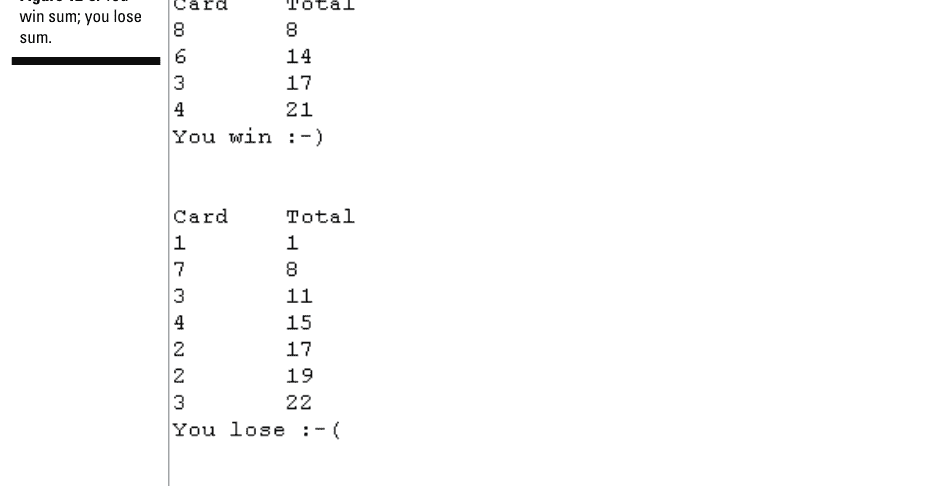 win sum; you lose
sum.
Card Total
8 8
6 14
3 17
4 21
You win :-)
Card Total
1 1
7 8
3 11
4 15
2 17
2 19
3 22
You lose :-(